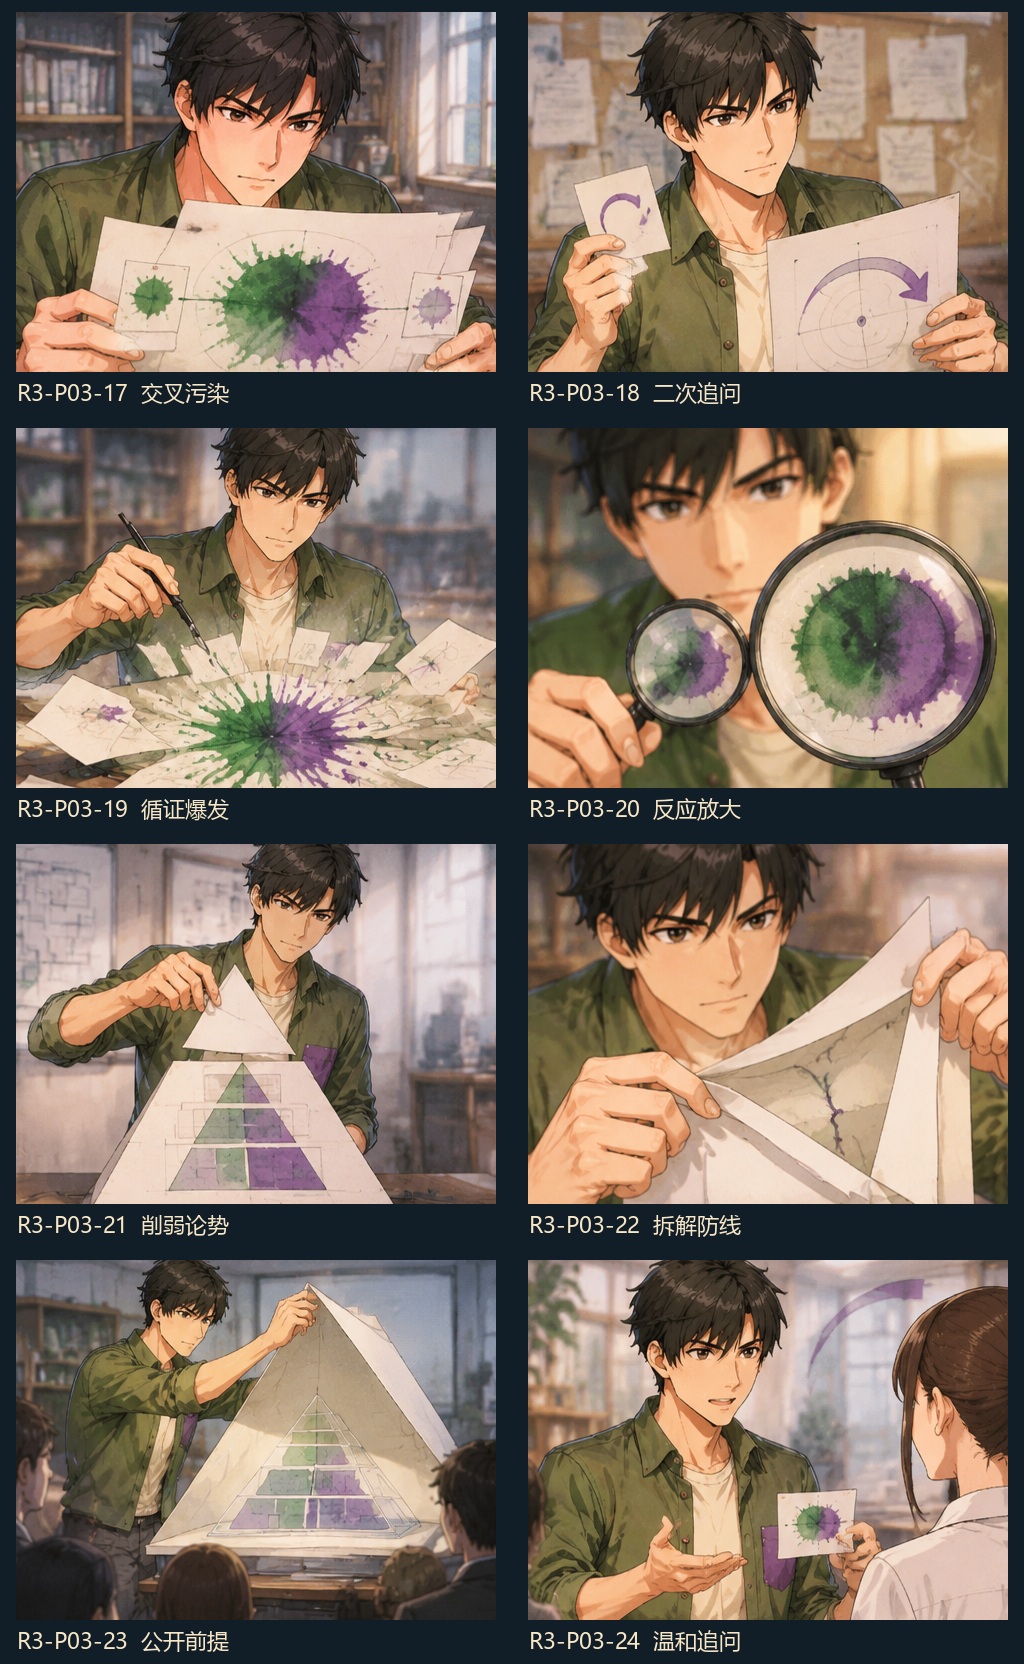 R3-P03-17 交叉污染
R3-P03-18 二次追问
R3-P03-19 循证爆发
R3-P03-20 反应放大
R3-P03-21 削弱论势
R3-P03-22 拆解防线
R3-P03-23 公开前提
R3-P03-24 温和追问